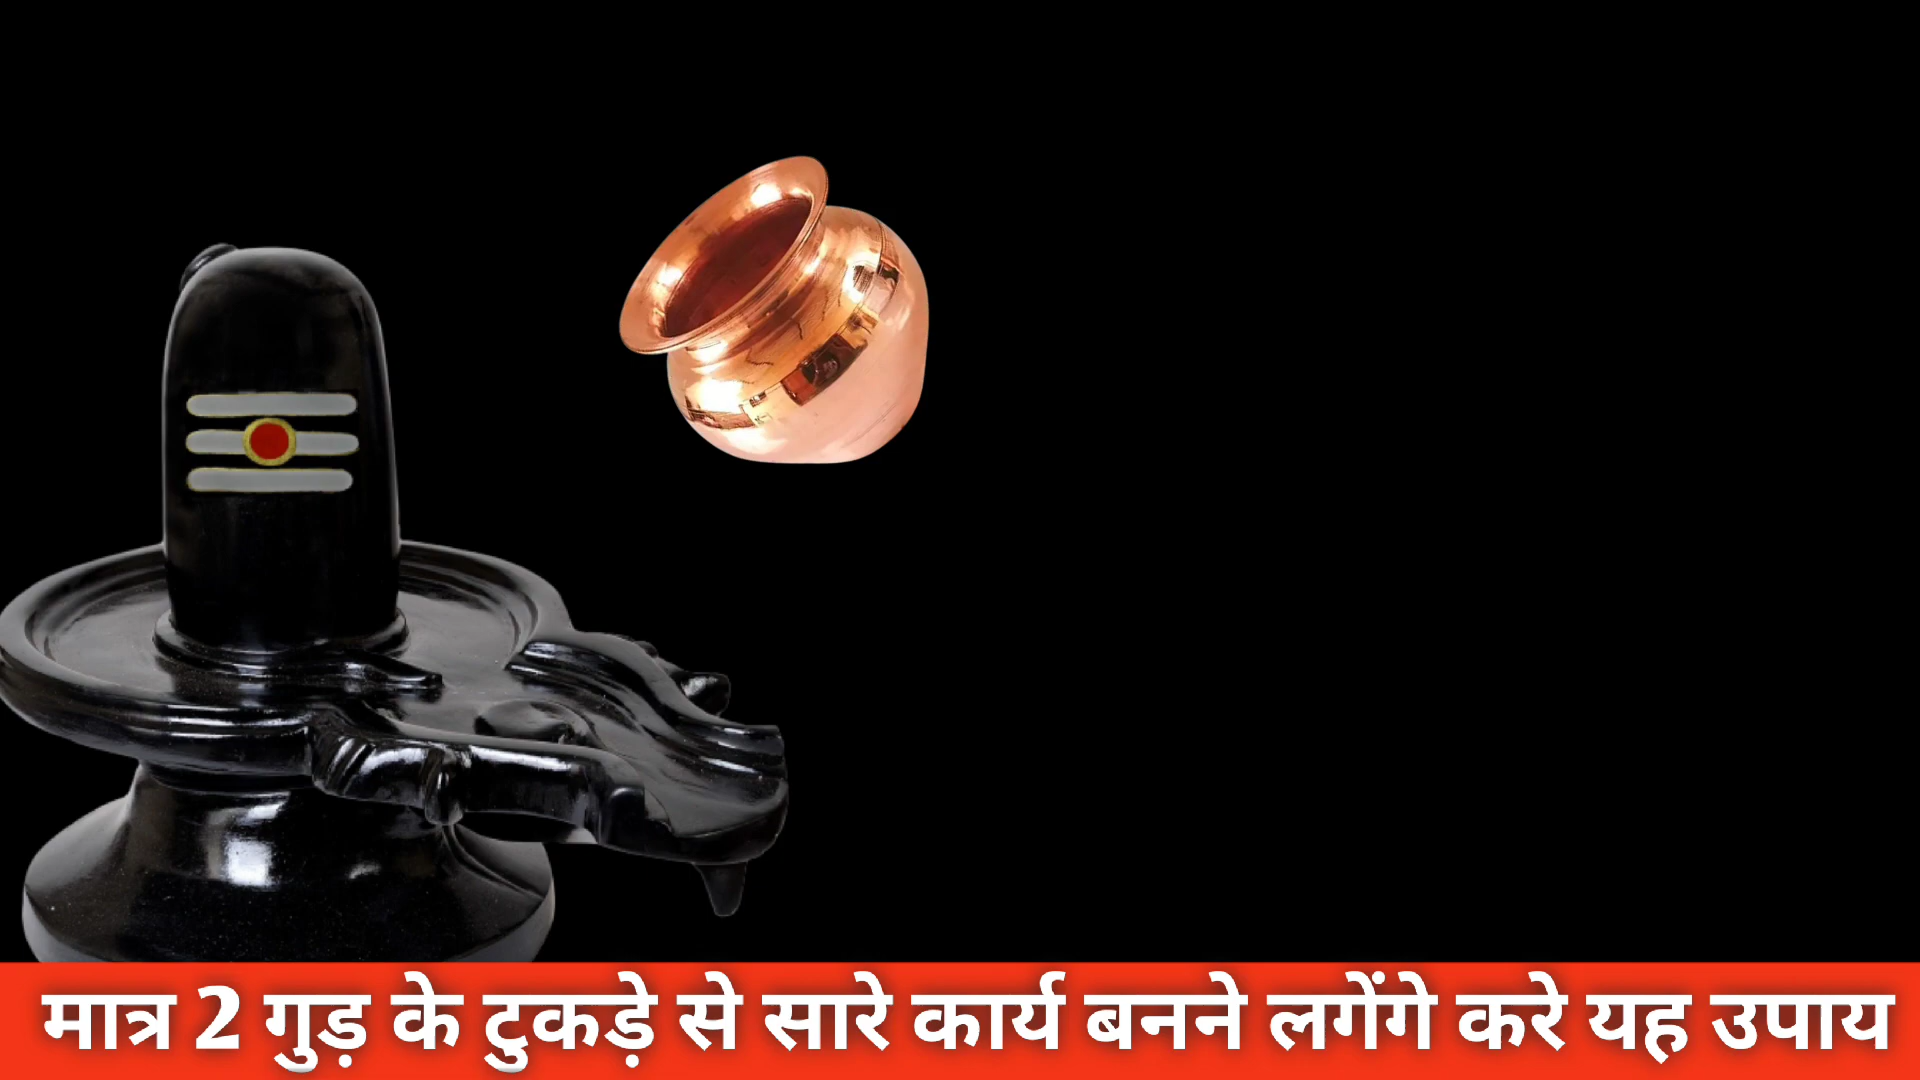 मात्र 2 गुड़ के टुकड़े से सारे कार्य बनने लगेंगे करे यह उपाय